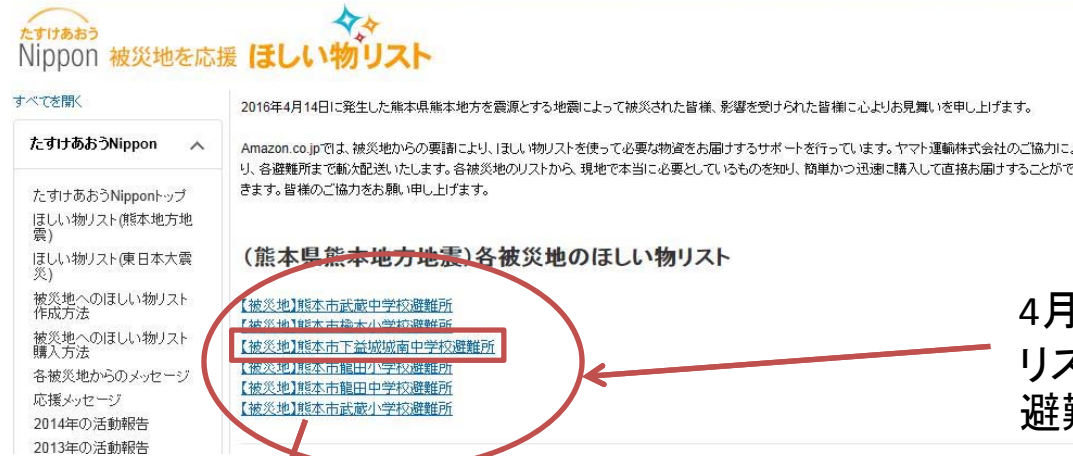 たすけあおう
Nippon 被災地を応援 ほしい物リスト
すべてを開く
たすけあおうNippon
たすけあおうNipponトップ
ほしい物リスト(熊本地方地
震)
ほしい物リスト(東日本大震
災)
被災地へのほしい物リスト
作成方法
被災地へのほしい物リスト
購入方法
各被災地からのメッセージ
応援メッセージ
2014年の活動報告
2013年の活動報告
2016年4月14日に発生した熊本県熊本地方を震源とする地震によって被災された皆様、影響を受けられた皆様に心よりお見舞いを申し上げます。
Amazon.co.jpでは、被災地からの要請により、ほしい物リストを使って必要な物資をお届けするサポートを行っています。ヤマト運輸株式会社のご協力によ
り、各避難所まで順次配送いたします。各被災地のリストから、現地で本当に必要としているものを知り、簡単かつ迅速に購入して直接お届けすることがで
きます。皆様のご協力をお願い申し上げます。
(熊本県熊本地方地震)各被災地のほしい物リスト
【被災地】熊本市武蔵中学校避難所
【被災地】熊本市楡木小学校避難所
【被災地】熊本市下益城城南中学校避難所
【被災地】熊本市龍田小学校避難所
【被災地】熊本市龍田中学校避難所
【被災地】熊本市武蔵小学校避難所
4月
リス
避難